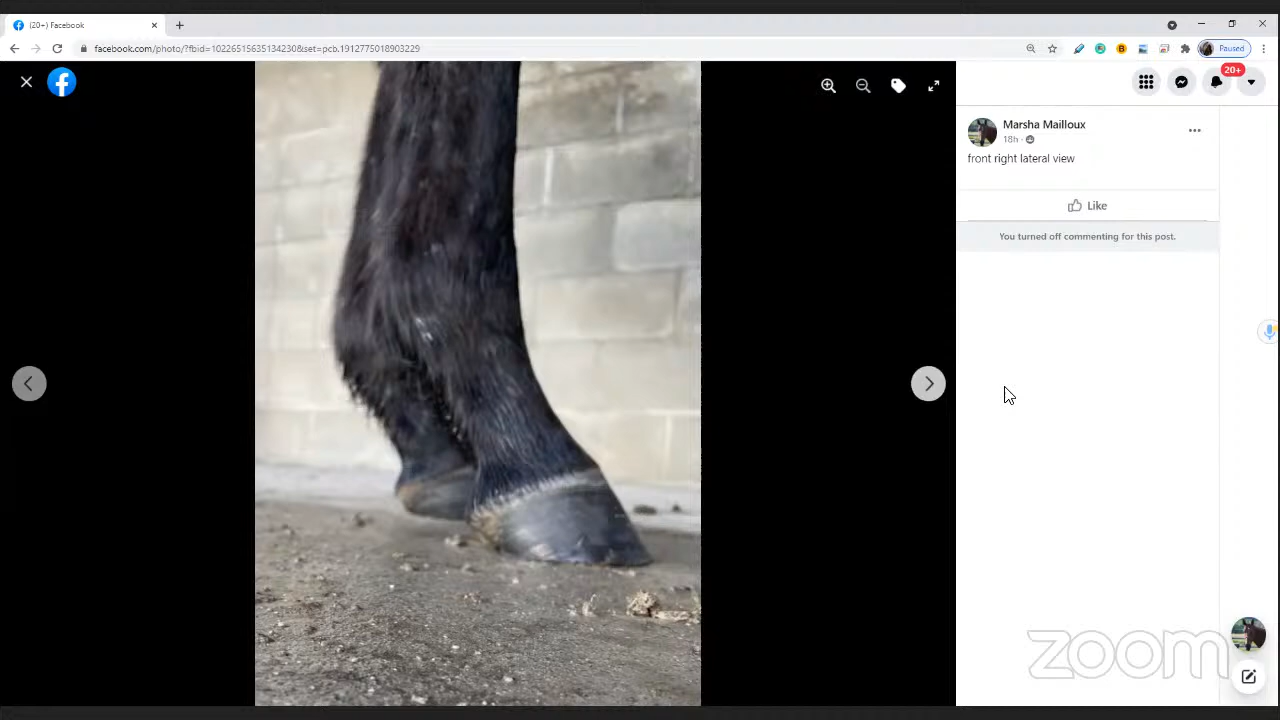 (20+) Facebook
facebook.com/photo/?fbid=10226515635134230&set=pcb.1912775018903229
Paused
20+
Marsha Mailloux
18h ·
front right lateral view
Like
You turned off commenting for this post.
zoom